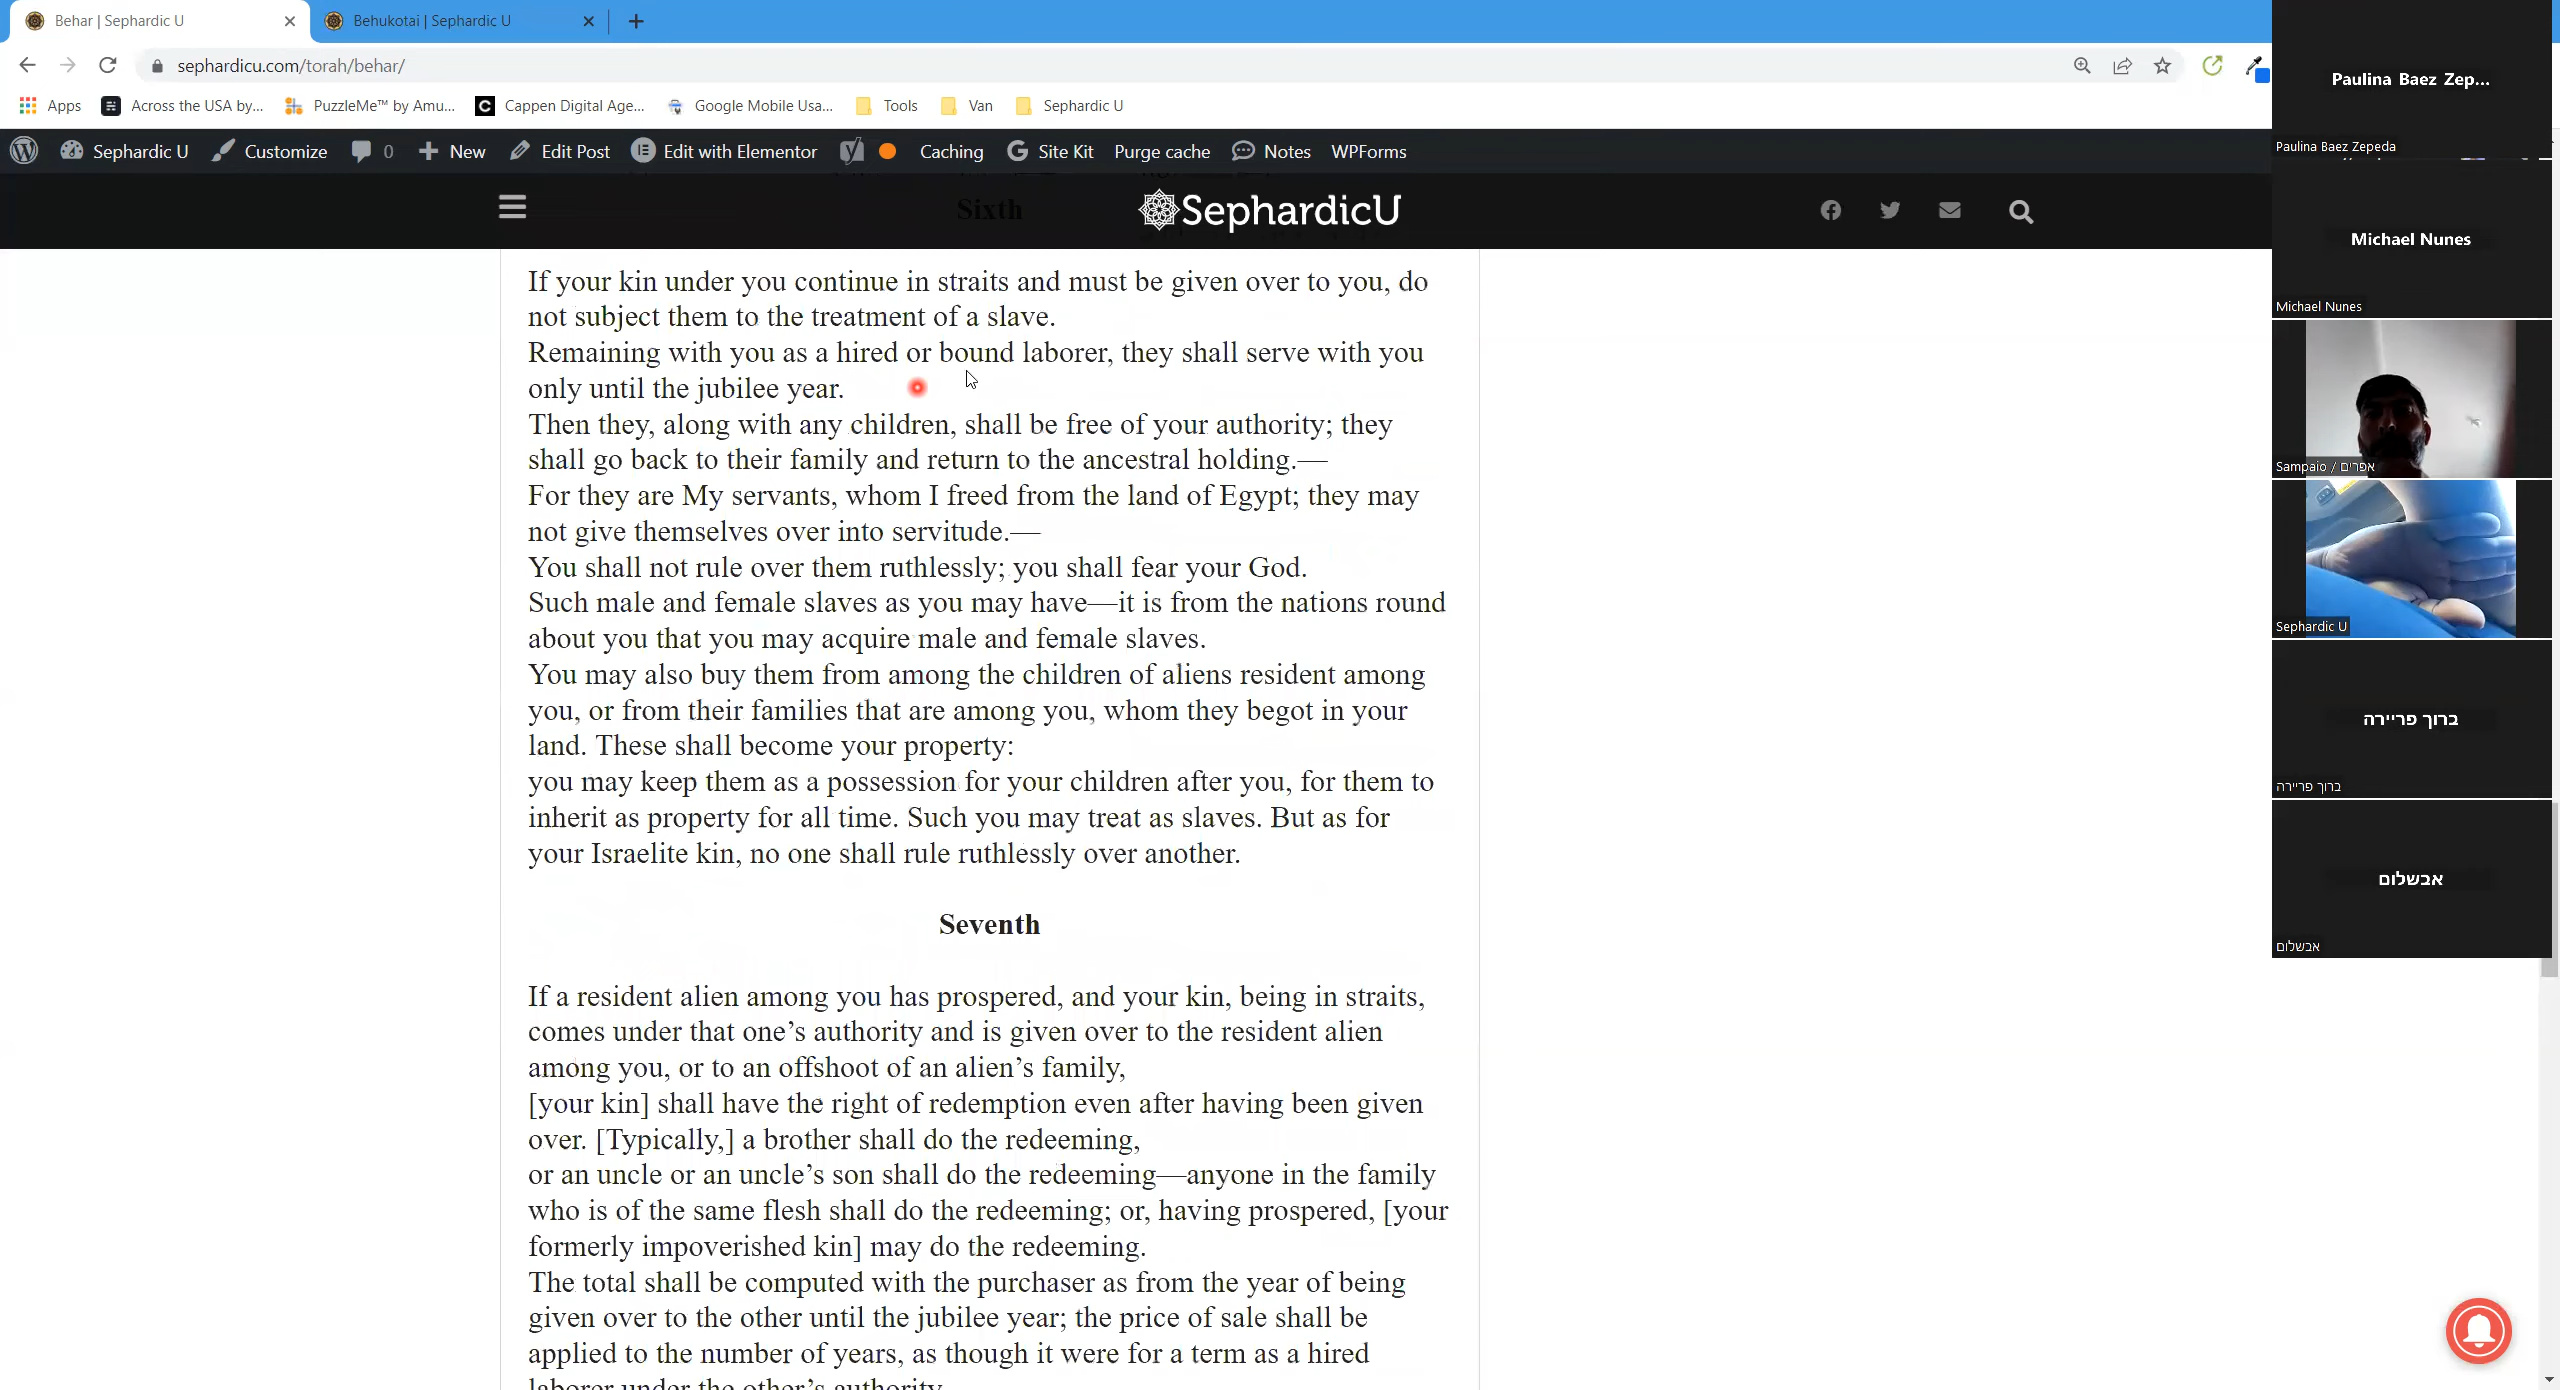 Behar | Sephardic U
Behukotai | Sephardic U
sephardicu.com/torah/behar/
Apps
Across the USA by...
PuzzleMe™ by Amu...
Cappen Digital Age...
Google Mobile Usa...
Tools
Van
Sephardic U
Sephardic U
Customize
0
New
Edit Post
Edit with Elementor
Caching
Site Kit
Purge cache
Notes
WPForms
Sixth
SephardicU
If your kin under you continue in straits and must be given over to you, do
not subject them to the treatment of a slave.
Remaining with you as a hired or bound laborer, they shall serve with you
only until the jubilee year.
Then they, along with any children, shall be free of your authority; they
shall go back to their family and return to the ancestral holding.—
For they are My servants, whom I freed from the land of Egypt; they may
not give themselves over into servitude.—
You shall not rule over them ruthlessly; you shall fear your God.
Such male and female slaves as you may have—it is from the nations round
about you that you may acquire male and female slaves.
You may also buy them from among the children of aliens resident among
you, or from their families that are among you, whom they begot in your
land. These shall become your property:
you may keep them as a possession for your children after you, for them to
inherit as property for all time. Such you may treat as slaves. But as for
your Israelite kin, no one shall rule ruthlessly over another.
Seventh
If a resident alien among you has prospered, and your kin, being in straits,
comes under that one’s authority and is given over to the resident alien
among you, or to an offshoot of an alien’s family,
[your kin] shall have the right of redemption even after having been given
over. [Typically,] a brother shall do the redeeming,
or an uncle or an uncle’s son shall do the redeeming—anyone in the family
who is of the same flesh shall do the redeeming; or, having prospered, [your
formerly impoverished kin] may do the redeeming.
The total shall be computed with the purchaser as from the year of being
given over to the other until the jubilee year; the price of sale shall be
applied to the number of years, as though it were for a term as a hired
laborer under the other’s authority.
Paulina Baez Zep...
Paulina Baez Zepeda
Michael Nunes
Michael Nunes
Sampaio / אפרים
Sephardic U
ברוך פריירה
ברוך פריירה
אבשלום
אבשלום